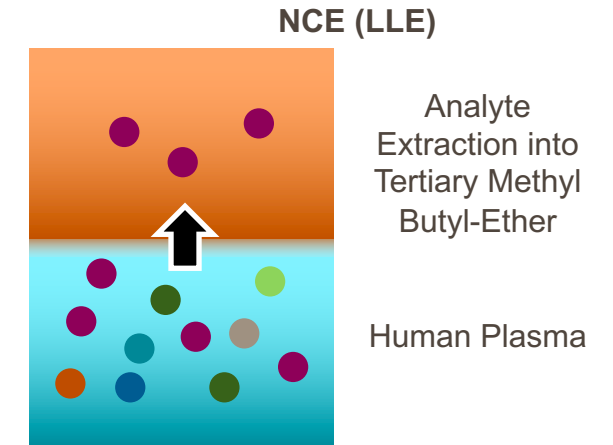 NCE (LLE)
Analyte
Extraction into
Tertiary Methyl
Butyl-Ether
Human Plasma